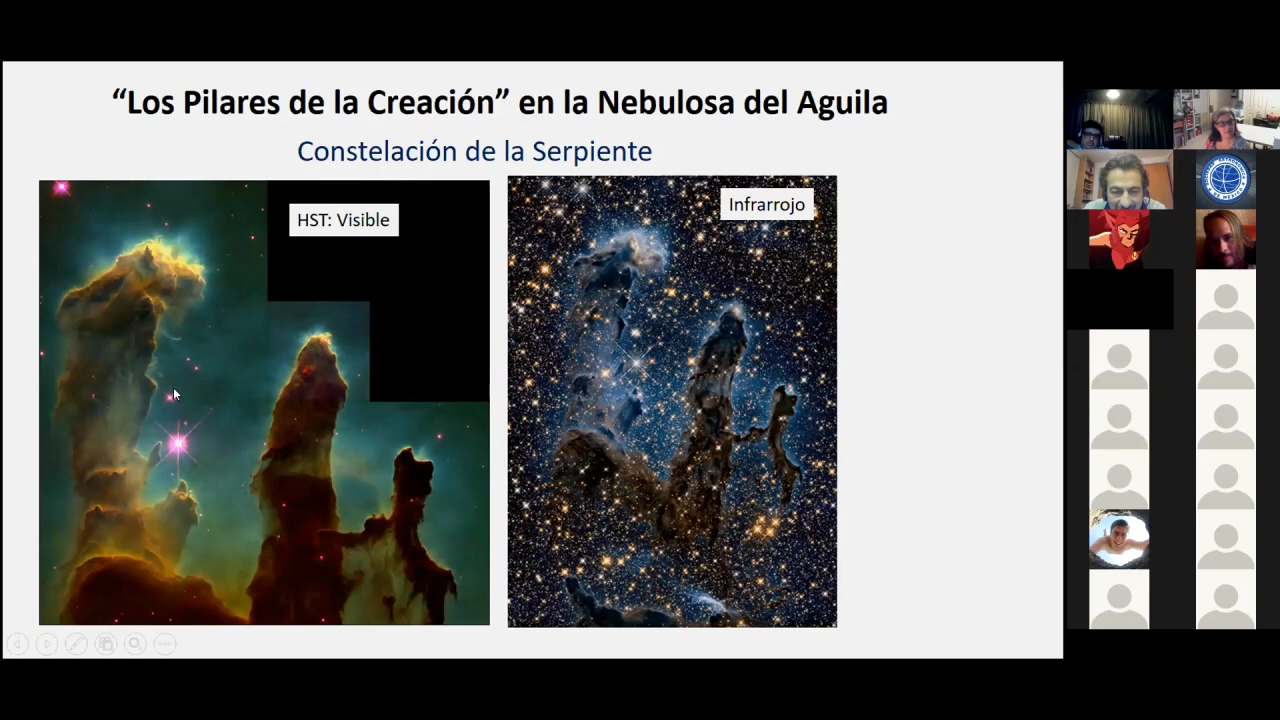 “Los Pilares de la Creación” en la Nebulosa del Aguila
Constelación de la Serpiente
HST: Visible
Infrarrojo